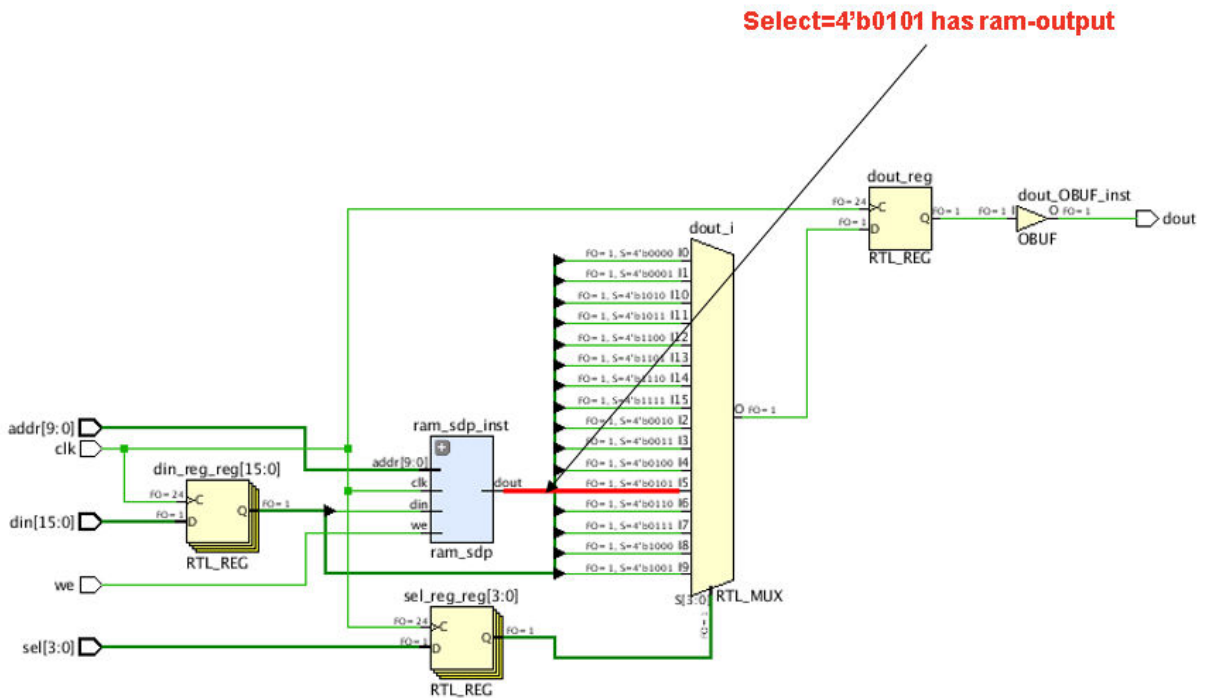 Select=4'b0101 has ram-output
dout_reg
FO= 24
C
FO= 1
D
Q
FO= 1
RTL_REG
dout_OBUF_inst
FO= 1
I
O
FO= 1
OBUF
dout
dout_i
FO= 1, S=4'b0000 I0
FO= 1, S=4'b0001 I1
FO= 1, S=4'b1010 I10
FO= 1, S=4'b1011 I11
FO= 1, S=4'b1100 I12
FO= 1, S=4'b1101 I13
FO= 1, S=4'b1110 I14
FO= 1, S=4'b1111 I15
FO= 1, S=4'b0010 I2
FO= 1, S=4'b0011 I3
FO= 1, S=4'b0100 I4
FO= 1, S=4'b0101 I5
FO= 1, S=4'b0110 I6
FO= 1, S=4'b0111 I7
FO= 1, S=4'b1000 I8
FO= 1, S=4'b1001 I9
O FO= 1
S[3:0]
FO= 1
RTL_MUX
addr[9:0]
clk
din[15:0]
we
sel[3:0]
din_reg_reg[15:0]
FO= 24
C
FO= 1
D
Q
FO= 1
RTL_REG
ram_sdp_inst
addr[9:0]
clk
din
we
dout
ram_sdp
sel_reg_reg[3:0]
FO= 24
C
FO= 1
D
Q
FO= 1
RTL_REG